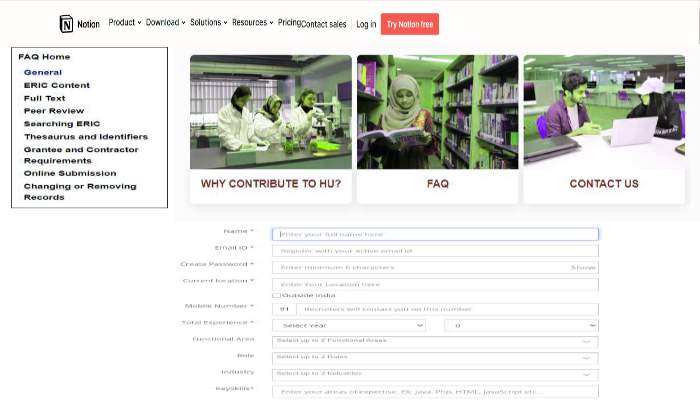 Notion
Product Download Solutions Resources Pricing Contact sales Log in Try Notion free
FAQ Home
General
ERIC Content
Full Text
Peer Review
Searching ERIC
Thesaurus and Identifiers
Grantee and Contractor
Requirements
Online Submission
Changing or Removing
Records
WHY CONTRIBUTE TO HU?
FAQ
CONTACT US
Name *
Enter your full name here
Email ID *
Register with your active email id
Create Password *
Enter minimum 6 characters Show
Current location *
Enter Your Location here
Outside India
Mobile Number *
91 Recruiters will contact you on this number
Total Experience *
Select Year 0
Functional Area
Select up to 2 Functional Areas
Role
Select up to 2 Roles
Industry
Select up to 2 Industries
KeySkills*
Enter your areas of expertise. EX: Java, Php, HTML, JavaScript etc...